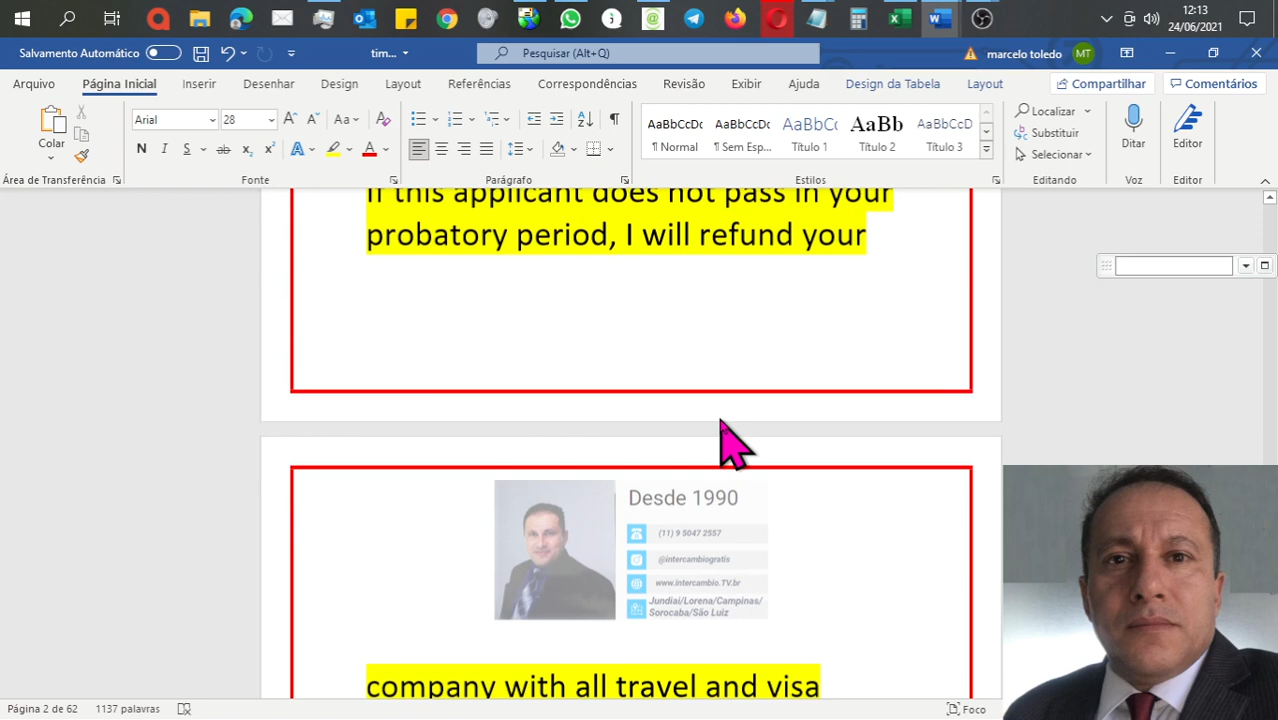 12:13
24/06/2021
Salvamento Automático
tim...
Pesquisar (Alt+Q)
marcelo toledo
MT
Arquivo Página Inicial Inserir Desenhar Design Layout Referências Correspondências Revisão Exibir Ajuda Design da Tabela Layout Compartilhar Comentários
Colar
Arial 28 Aa
N I S ab x₂ x² A A
AaBbCcDc AaBbCcDc AaBbCc AaBb AaBbCcD
¶ Normal ¶ Sem Esp... Título 1 Título 2 Título 3
Localizar
Substituir
Selecionar
Ditar
Editor
Área de Transferência Fonte Parágrafo Estilos Editando Voz Editor
If this applicant does not pass in your
probatory period, I will refund your
Desde 1990
(11) 9 5047 2557
@intercambiogratis
www.intercambio.TV.br
Jundiaí/Lorena/Campinas/
Sorocaba/São Luiz
company with all travel and visa
Página 2 de 62 1137 palavras Foco